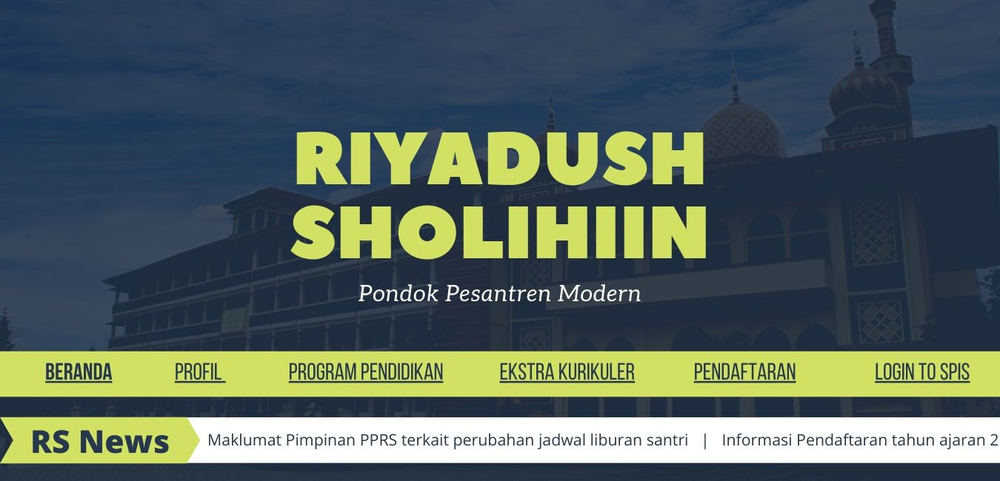 RIYADUSH
SHOLIHIIN
Pondok Pesantren Modern
BERANDA PROFIL PROGRAM PENDIDIKAN EKSTRA KURIKULER PENDAFTARAN LOGIN TO SPIS
RS News Maklumat Pimpinan PPRS terkait perubahan jadwal liburan santri | Informasi Pendaftaran tahun ajaran 2